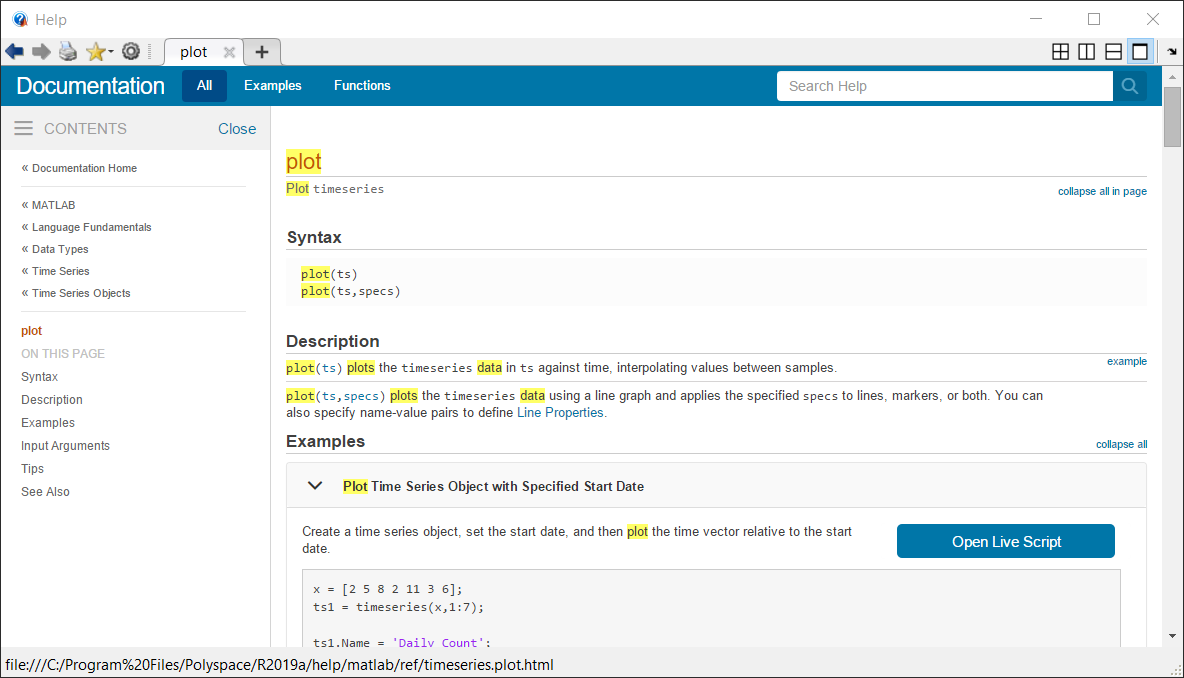 Help
plot
Documentation All Examples Functions Search Help
CONTENTS Close
« Documentation Home
« MATLAB
« Language Fundamentals
« Data Types
« Time Series
« Time Series Objects
plot
ON THIS PAGE
Syntax
Description
Examples
Input Arguments
Tips
See Also
plot
Plot timeseries
collapse all in page
Syntax
plot(ts)
plot(ts,specs)
Description
plot(ts) plots the timeseries data in ts against time, interpolating values between samples.
example
plot(ts,specs) plots the timeseries data using a line graph and applies the specified specs to lines, markers, or both. You can
also specify name-value pairs to define Line Properties.
Examples
collapse all
Plot Time Series Object with Specified Start Date
Create a time series object, set the start date, and then plot the time vector relative to the start
date.
Open Live Script
x = [2 5 8 2 11 3 6];
ts1 = timeseries(x,1:7);
ts1.Name = 'Daily Count';
file:///C:/Program%20Files/Polyspace/R2019a/help/matlab/ref/timeseries.plot.html